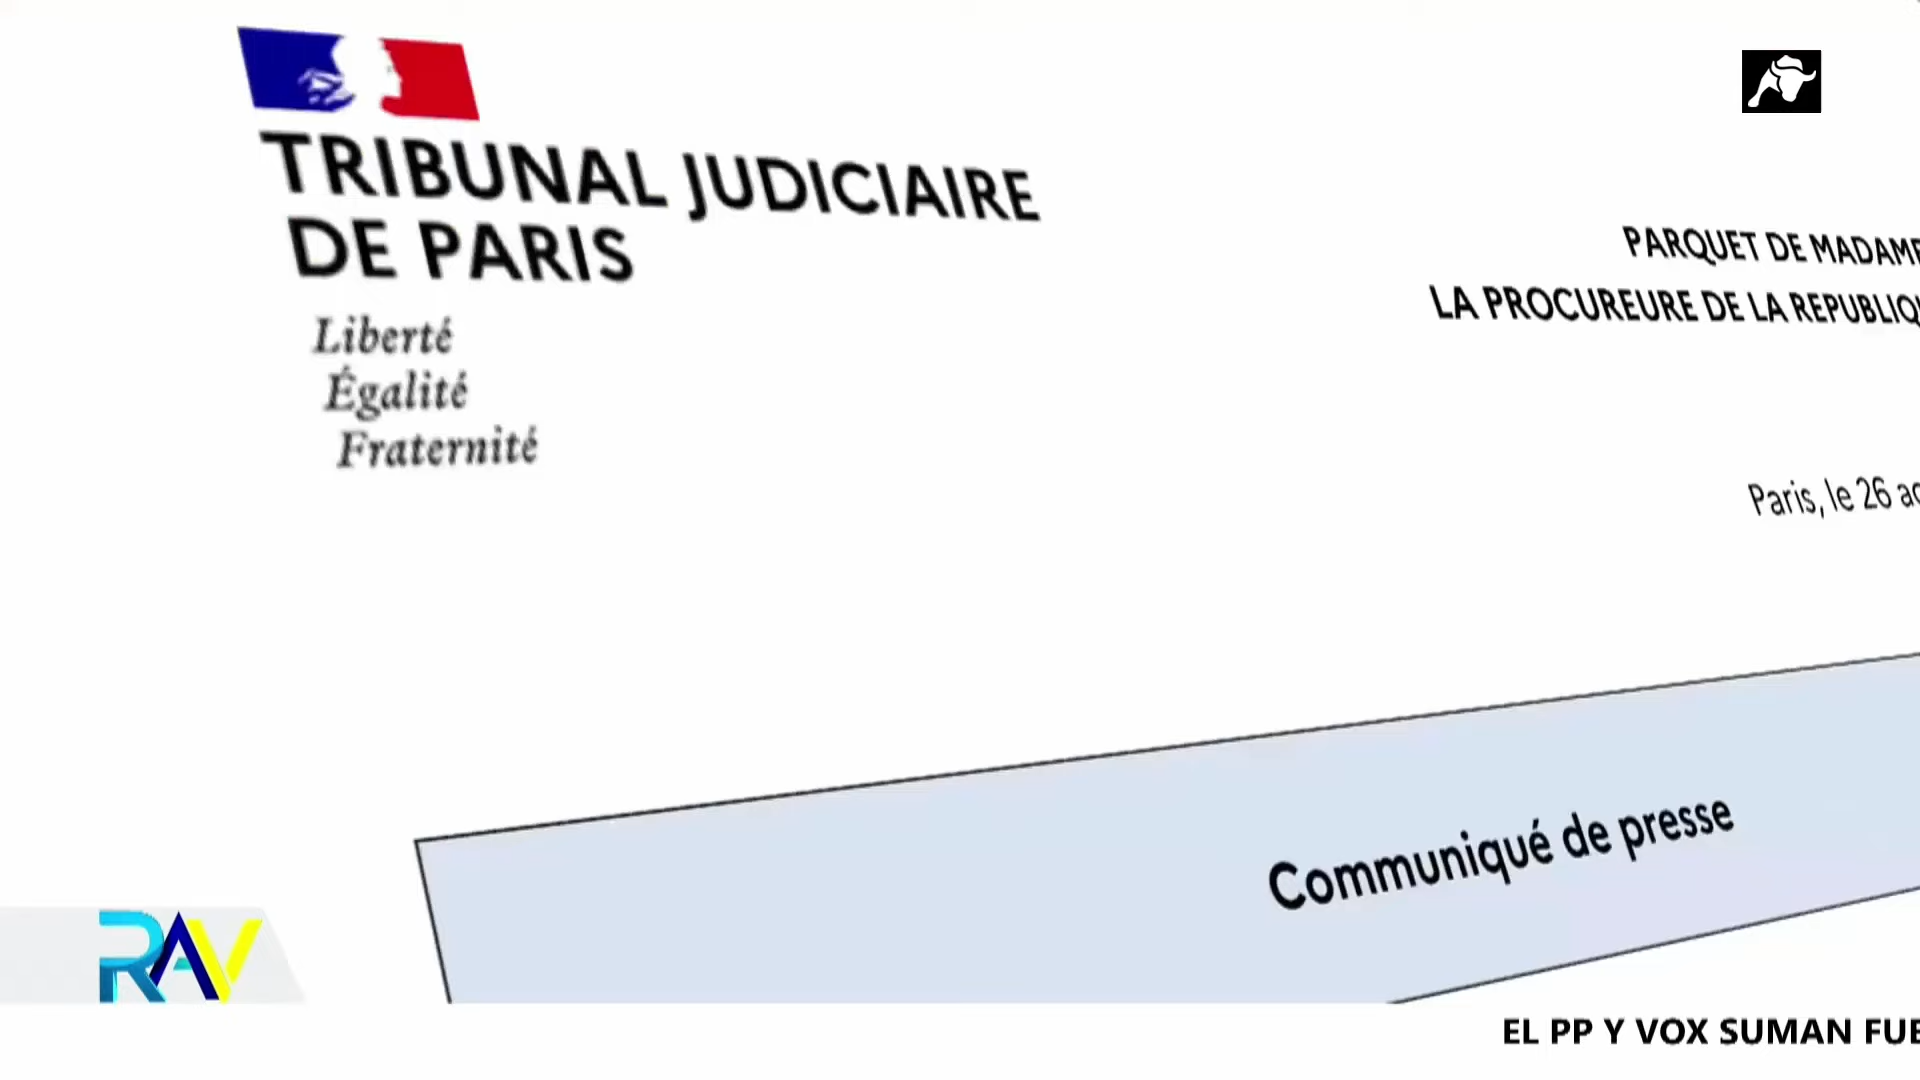 TRIBUNAL JUDICIAIRE
DE PARIS
Liberté
Égalité
Fraternité
PARQUET DE MADAME
LA PROCUREURE DE LA
Paris, le 26
Communiqué de presse
RAV
EL PP Y VOX SUMAN